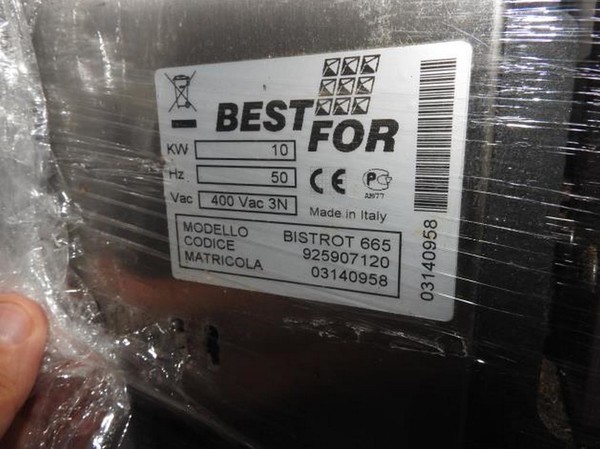 BEST FOR
KW 10
Hz 50
Vac 400 Vac 3N
CE
Made in Italy
MODELLO BISTROT 665
CODICE 925907120
MATRICOLA 03140958
03140958